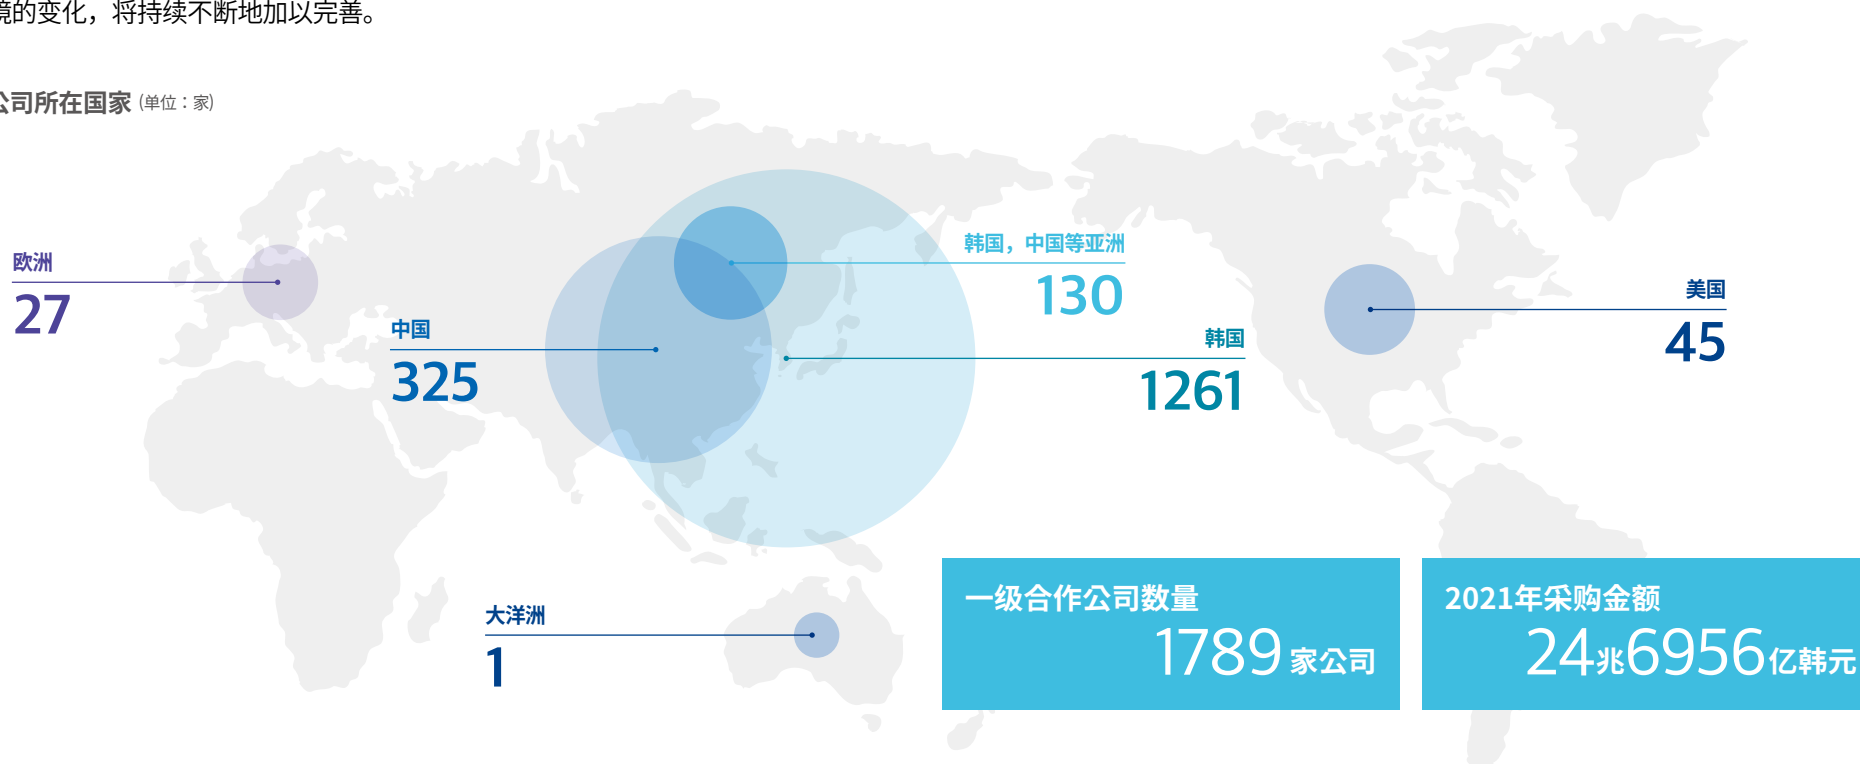 境的变化，将持续不断地加以完善。
公司所在国家 (单位：家)
欧洲
27
中国
325
韩国，中国等亚洲
130
韩国
1261
美国
45
大洋洲
1
一级合作公司数量
1789 家公司
2021年采购金额
24兆6956亿韩元